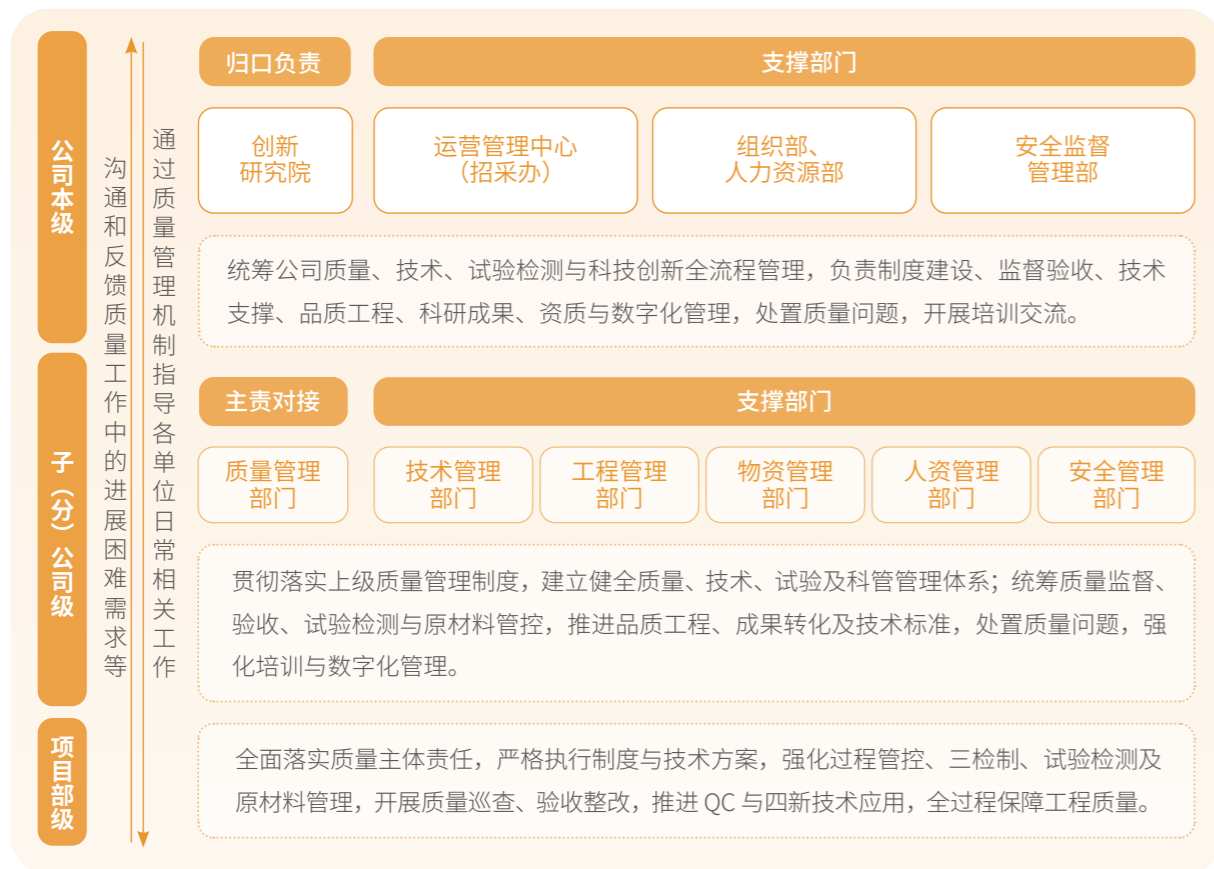 公司本级
沟通和反馈质量工作中的进展困难需求等
通过质量管理机制指导各单位日常相关工作
归口负责
支撑部门
创新
研究院
运营管理中心
（招采办）
组织部、
人力资源部
安全监督
管理部
统筹公司质量、技术、试验检测与科技创新全流程管理，负责制度建设、监督验收、技术
支撑、品质工程、科研成果、资质与数字化管理，处置质量问题，开展培训交流。
子（分）公司级
主责对接
支撑部门
质量管理
部门
技术管理
部门
工程管理
部门
物资管理
部门
人资管理
部门
安全管理
部门
贯彻落实上级质量管理制度，建立健全质量、技术、试验及科管管理体系；统筹质量监督、
验收、试验检测与原材料管控，推进品质工程、成果转化及技术标准，处置质量问题，强
化培训与数字化管理。
项目部级
全面落实质量主体责任，严格执行制度与技术方案，强化过程管控、三检制、试验检测及
原材料管理，开展质量巡查、验收整改，推进 QC 与四新技术应用，全过程保障工程质量。